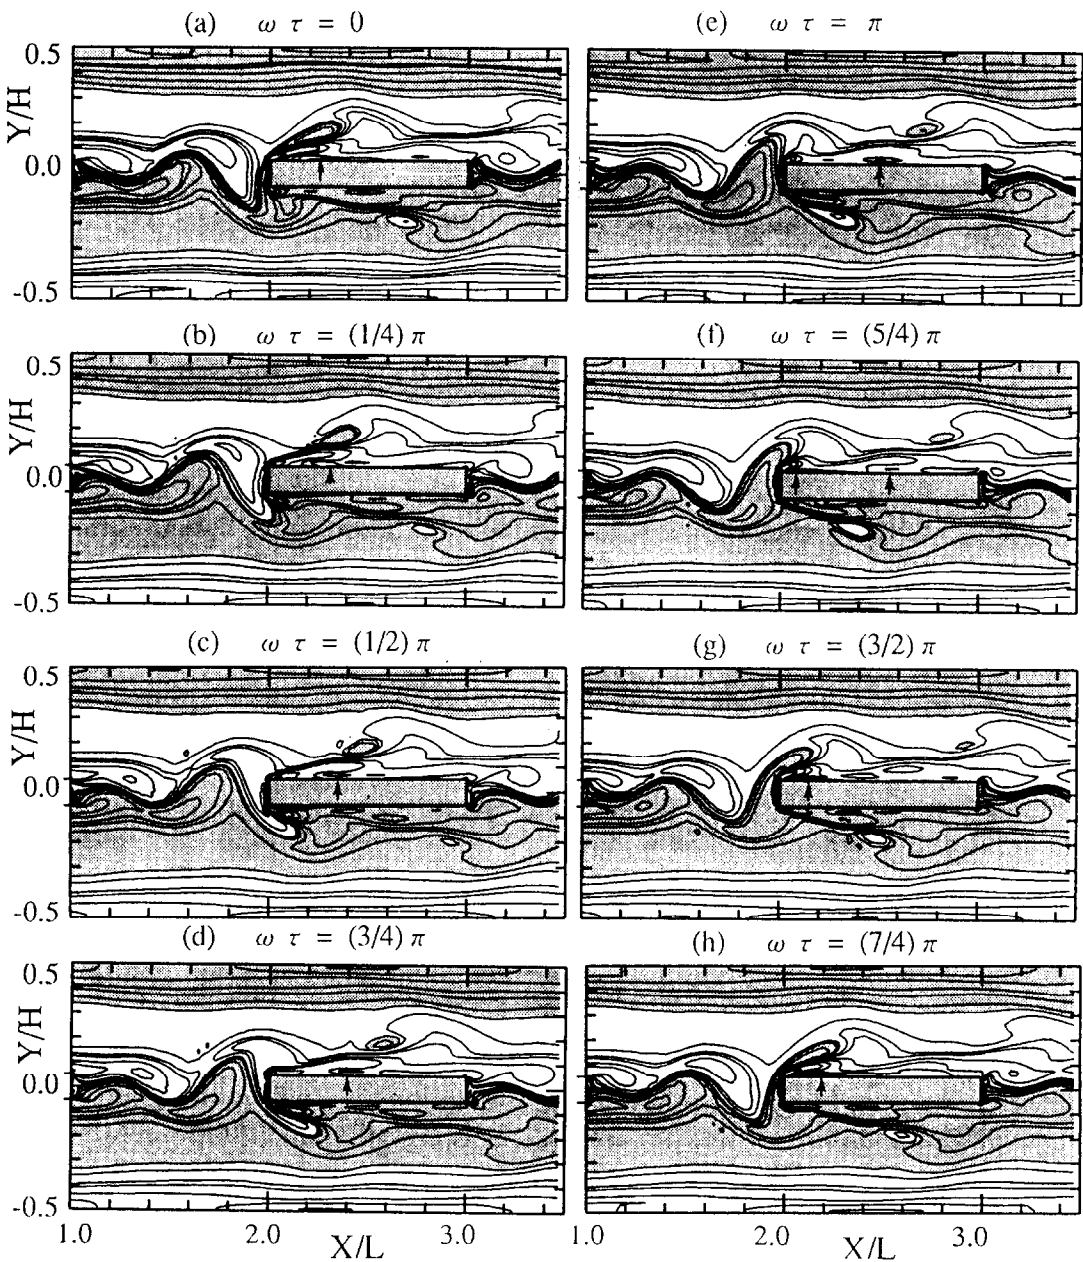 (a) ω τ = 0
(e) ω τ = π
0.5
Y/H
0.0
-0.5
(b) ω τ = (1/4) π
(f) ω τ = (5/4) π
0.5
Y/H
0.0
-0.5
(c) ω τ = (1/2) π
(g) ω τ = (3/2) π
0.5
Y/H
0.0
-0.5
(d) ω τ = (3/4) π
(h) ω τ = (7/4) π
0.5
Y/H
0.0
-0.5
1.0 2.0 X/L 3.0
1.0 2.0 X/L 3.0